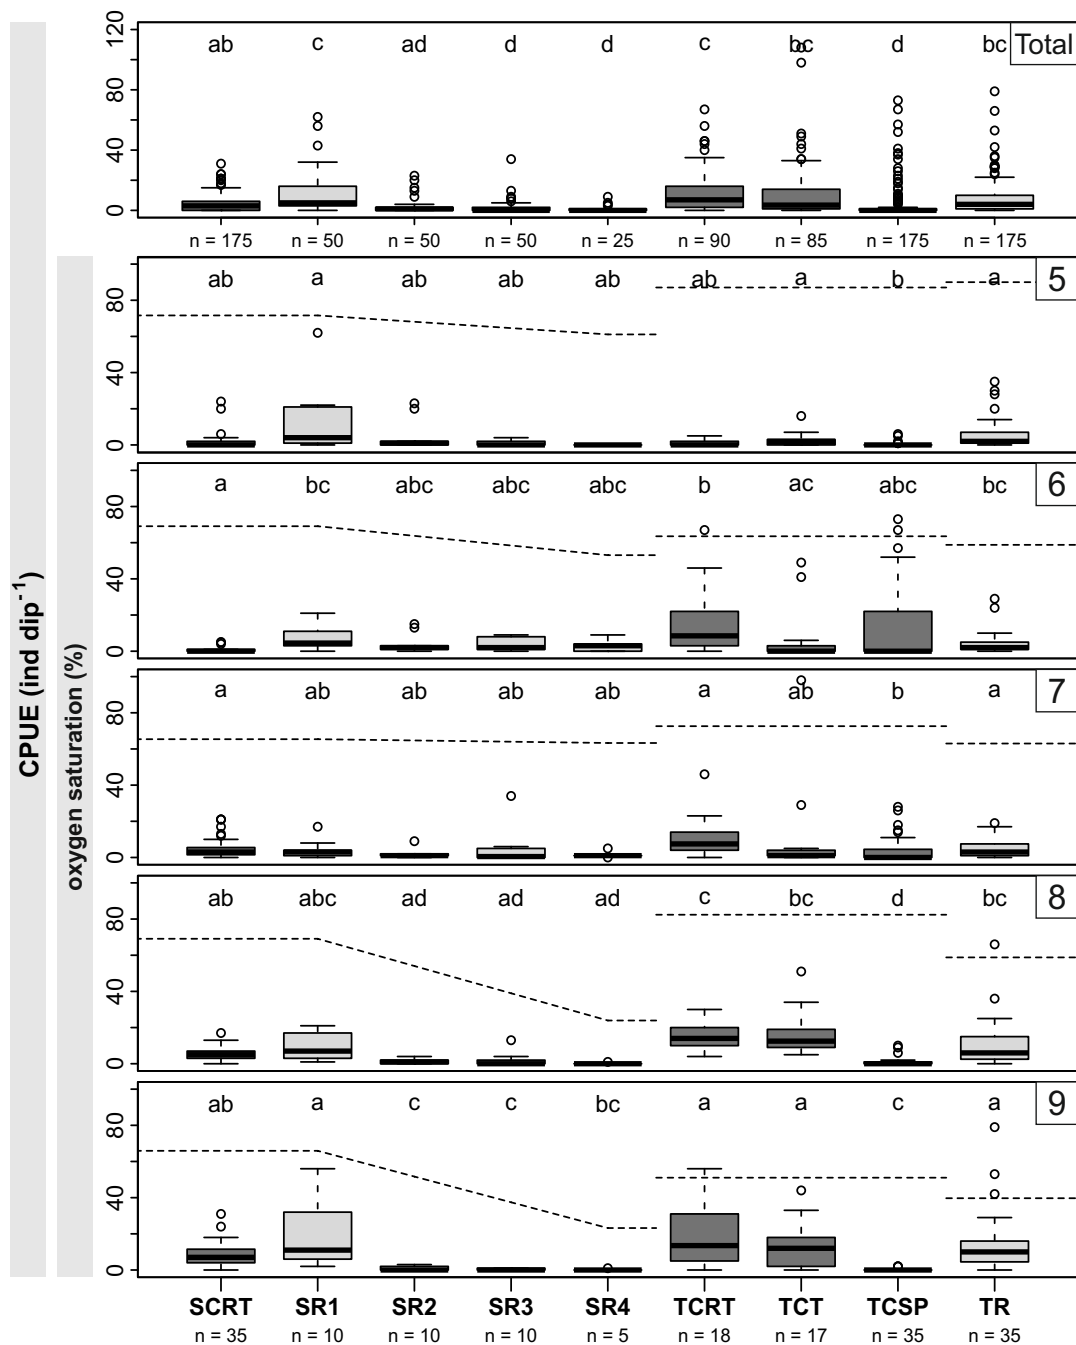 CPUE (ind dip⁻¹)
oxygen saturation (%)
120
80
40
0
ab c ad d d c bc d bc
Total
n = 175 n = 50 n = 50 n = 50 n = 25 n = 90 n = 85 n = 175 n = 175
80
40
0
ab a ab ab ab ab a b a
5
80
40
0
a bc abc abc abc b ac abc bc
6
80
40
0
a ab ab ab ab a ab b a
7
80
40
0
ab abc ad ad ad c bc d bc
8
80
40
0
ab a c c bc a a c a
9
SCRT SR1 SR2 SR3 SR4 TCRT TCT TCSP TR
n = 35 n = 10 n = 10 n = 10 n = 5 n = 18 n = 17 n = 35 n = 35